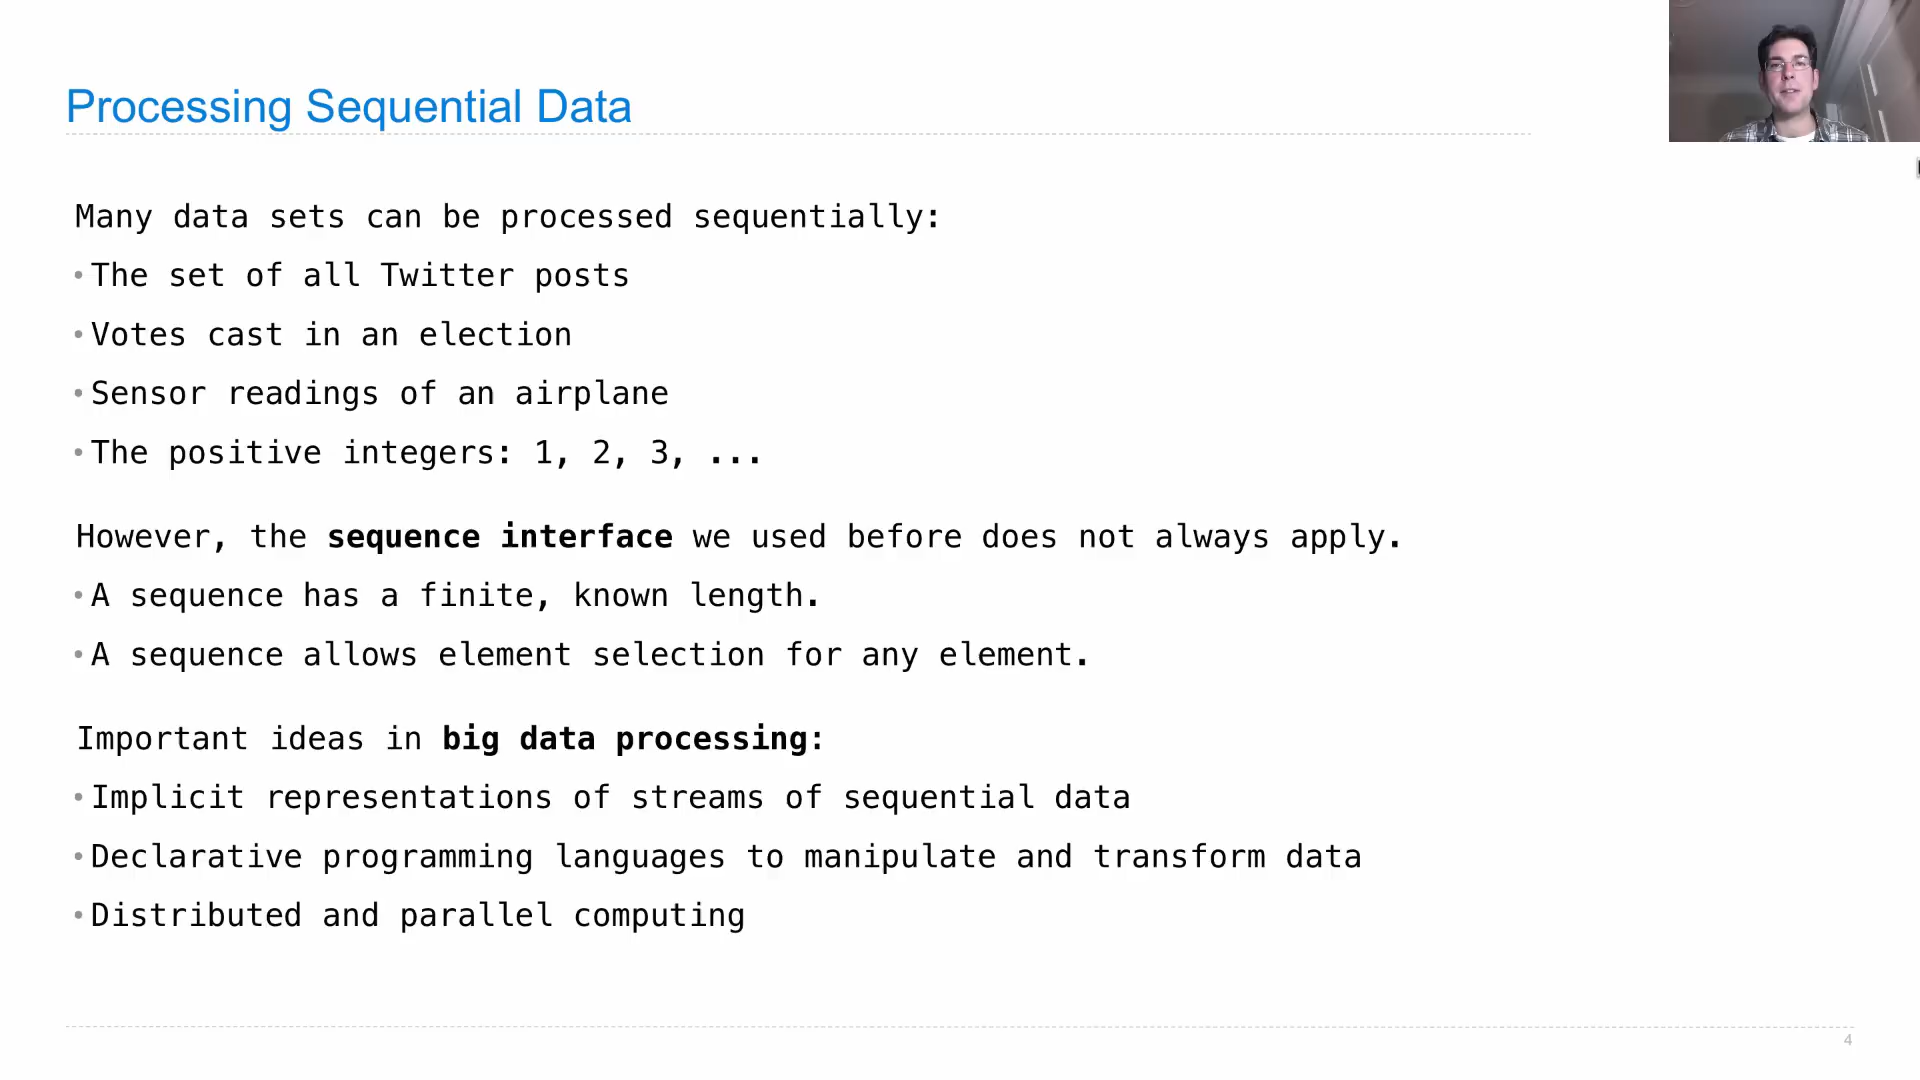 Processing Sequential Data
Many data sets can be processed sequentially:
•The set of all Twitter posts
•Votes cast in an election
•Sensor readings of an airplane
•The positive integers: 1, 2, 3, ...
However, the sequence interface we used before does not always apply.
•A sequence has a finite, known length.
•A sequence allows element selection for any element.
Important ideas in big data processing:
•Implicit representations of streams of sequential data
•Declarative programming languages to manipulate and transform data
•Distributed and parallel computing
4